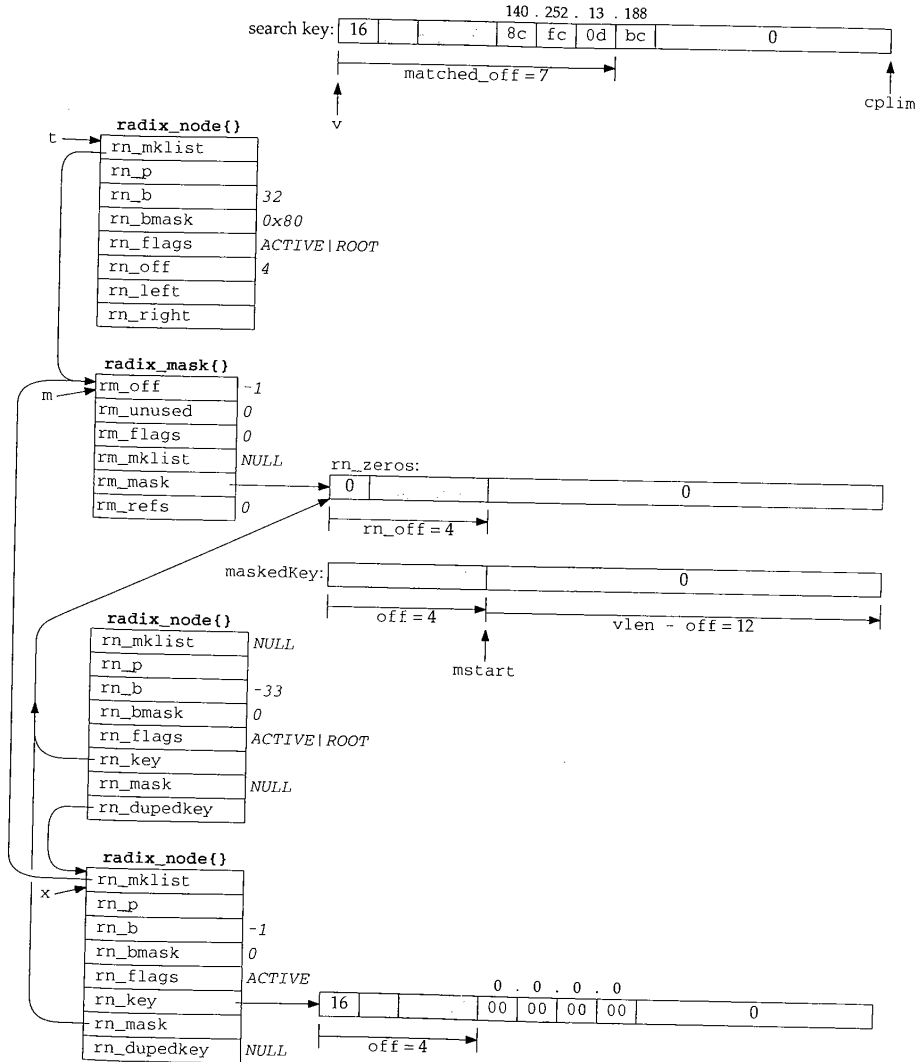 140 . 252 . 13 . 188
search key: 16 8c fc 0d bc 0
matched_off = 7
v
cplim
radix_node{}
t
rn_mklist
rn_p
rn_b 32
rn_bmask 0x80
rn_flags ACTIVE|ROOT
rn_off 4
rn_left
rn_right
radix_mask{}
rm_off -1
m
rm_unused 0
rm_flags 0
rm_mklist NULL
rm_mask
rm_refs 0
rn_zeros:
0 0
rn_off = 4
maskedKey: 0
off = 4
vlen - off = 12
mstart
radix_node{}
rn_mklist NULL
rn_p
rn_b -33
rn_bmask 0
rn_flags ACTIVE|ROOT
rn_key
rn_mask NULL
rn_dupedkey
radix_node{}
rn_mklist
x
rn_p
rn_b -1
rn_bmask 0
rn_flags ACTIVE
rn_key
rn_mask
rn_dupedkey NULL
0 . 0 . 0 . 0
16 00 00 00 00 0
off = 4